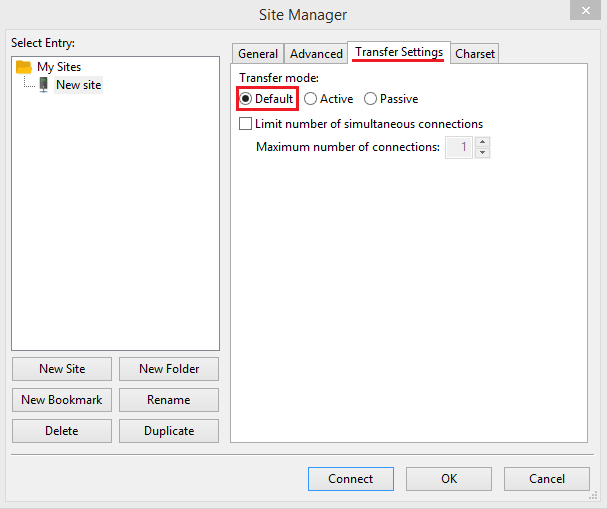 Site Manager
Select Entry:
My Sites
New site
General Advanced Transfer Settings Charset
Transfer mode:
Default Active Passive
Limit number of simultaneous connections
Maximum number of connections: 1
New Site New Folder
New Bookmark Rename
Delete Duplicate
Connect OK Cancel